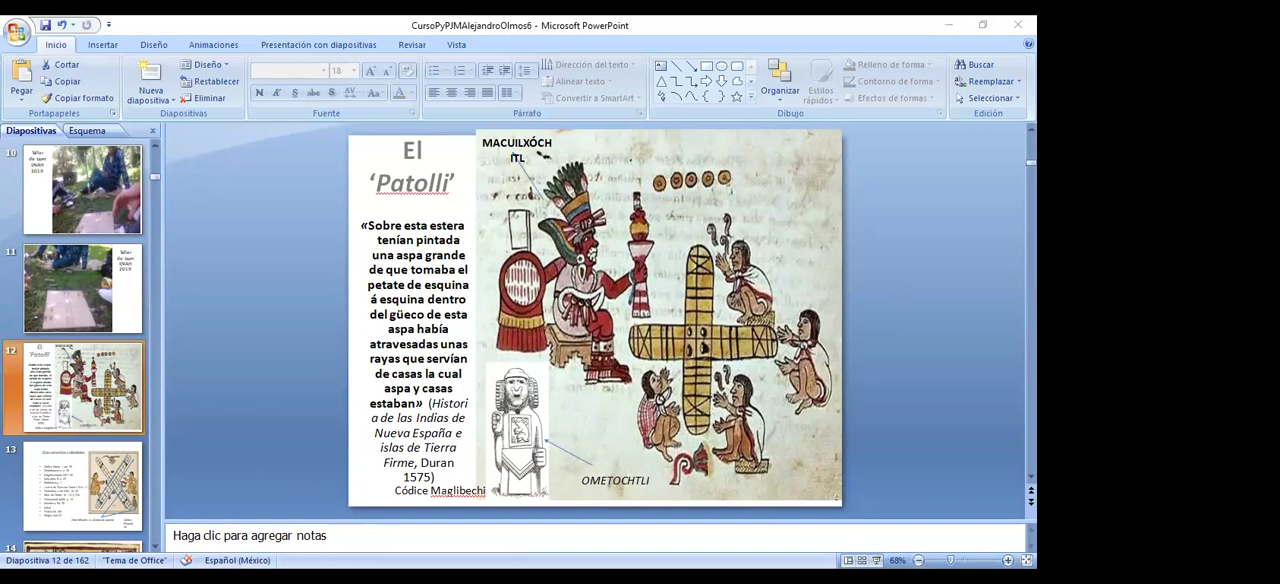 CursoPyPJMAlejandroOlmos6 - Microsoft PowerPoint
Inicio Insertar Diseño Animaciones Presentación con diapositivas Revisar Vista
Cortar
Copiar
Copiar formato
Pegar
Portapapeles
Nueva
diapositiva
Diseño
Restablecer
Eliminar
Diapositivas
18
Fuente
Dirección del texto
Alinear texto
Convertir a SmartArt
Párrafo
Organizar
Estilos
rápidos
Relleno de forma
Contorno de forma
Efectos de formas
Dibujo
Buscar
Reemplazar
Seleccionar
Edición
Diapositivas Esquema
10
11
12
13
14
El
‘Patolli’
«Sobre esta estera
tenían pintada
una aspa grande
de que tomaba el
petate de esquina
á esquina dentro
del güeco de esta
aspa había
atravesadas unas
rayas que servían
de casas la cual
aspa y casas
estaban» (Histori
a de las Indias de
Nueva España e
islas de Tierra
Firme, Duran
1575)
Códice Maglibechi
MACUILXÓCH
ITL
OMETOCHTLI
Haga clic para agregar notas
Diapositiva 12 de 162 "Tema de Office" Español (México) 68%